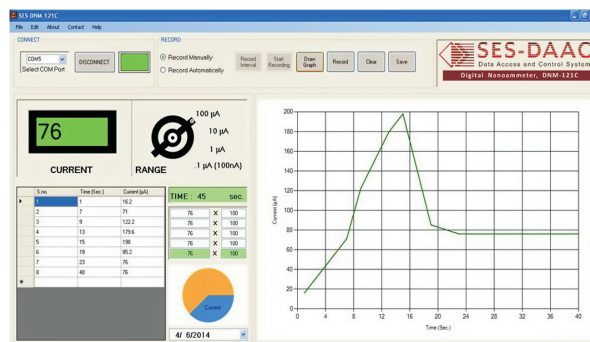 SES DNM-121C
File Edit About Contact Help
CONNECT
RECORD
COM5
Select COM Port
DISCONNECT
Record Manually
Record Automatically
Record Interval
Start Recording
Draw Graph
Record
Clear
Save
SES-DAAC
Data Access and Control System
Digital Nanoammeter, DNM-121C
76
CURRENT
100 µA
10 µA
1 µA
.1 µA (100nA)
RANGE
S.no. Time (Sec.) Current (µA)
1 1 16.2
2 7 71
3 9 122.2
4 13 179.6
5 15 198
6 19 85.2
7 23 76
8 40 76
TIME : 45 sec.
76 X 100
76 X 100
76 X 100
76 X 100
76 X 100
Current
4/ 6/2014
Current (µA)
200
180
160
140
120
100
80
60
40
20
0
0 4 8 12 16 20 24 28 32 36 40
Time (Sec.)